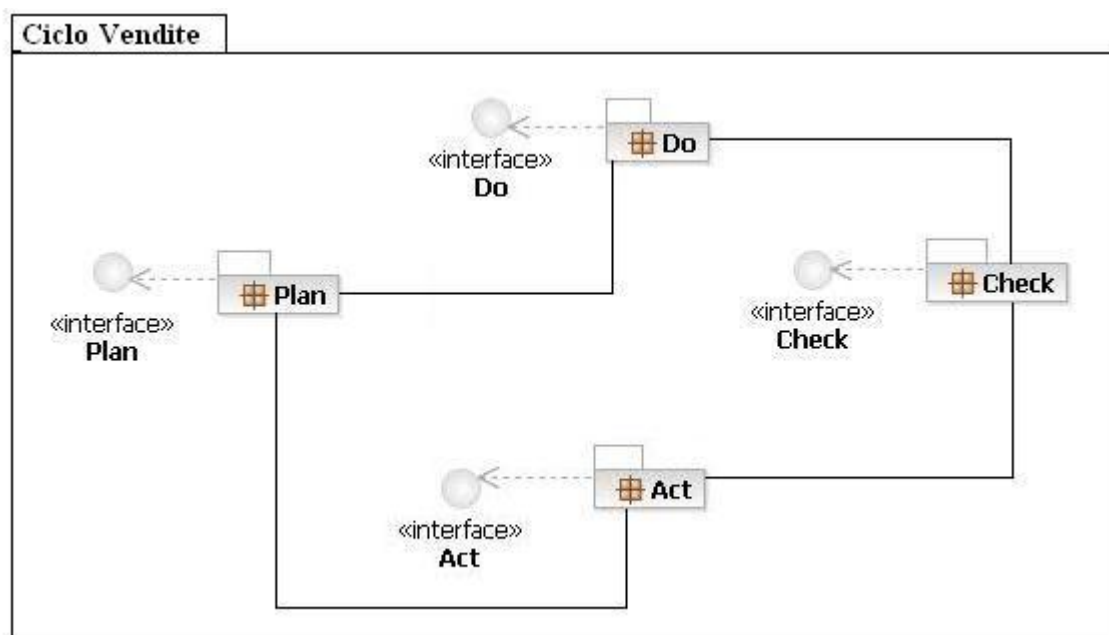 Ciclo Vendite
Do
«interface»
Do
Plan
«interface»
Plan
Check
«interface»
Check
Act
«interface»
Act